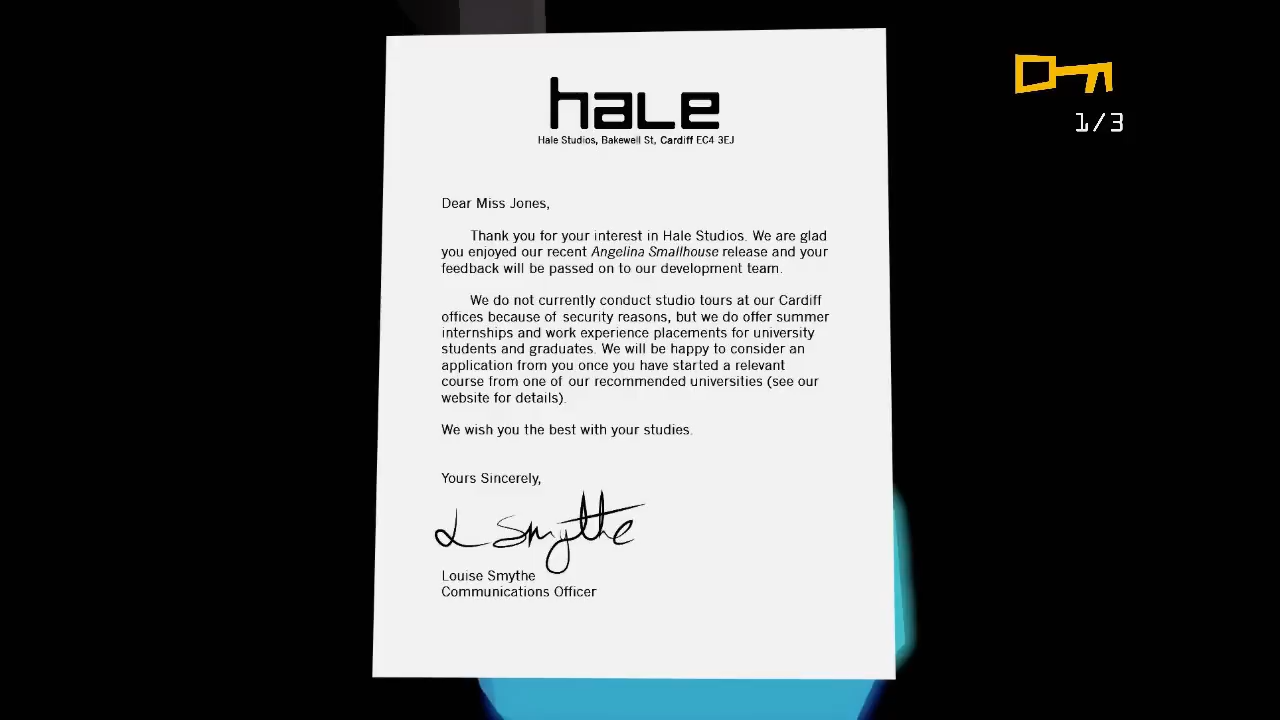 hale
Hale Studios, Bakewell St, Cardiff EC4 3EJ
1/3
Dear Miss Jones,
Thank you for your interest in Hale Studios. We are glad
you enjoyed our recent Angelina Smallhouse release and your
feedback will be passed on to our development team.
We do not currently conduct studio tours at our Cardiff
offices because of security reasons, but we do offer summer
internships and work experience placements for university
students and graduates. We will be happy to consider an
application from you once you have started a relevant
course from one of our recommended universities (see our
website for details).
We wish you the best with your studies.
Yours Sincerely,
L Smythe
Louise Smythe
Communications Officer